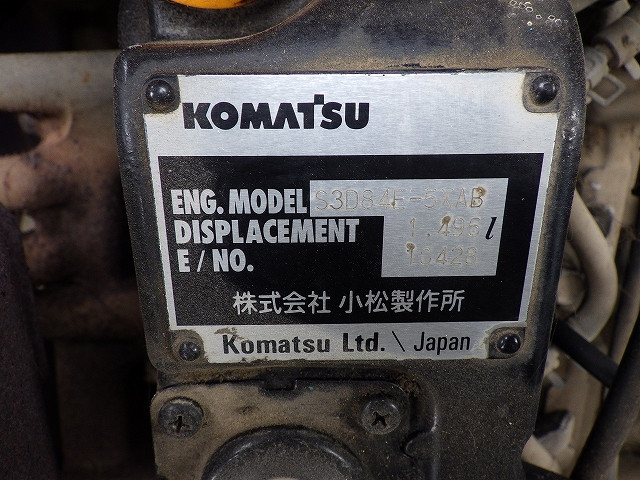 KOMATSU
ENG. MODEL S3D84E-5TAB
DISPLACEMENT 1.496 l
E / NO. 16428
株式会社 小松製作所
Komatsu Ltd. \ Japan